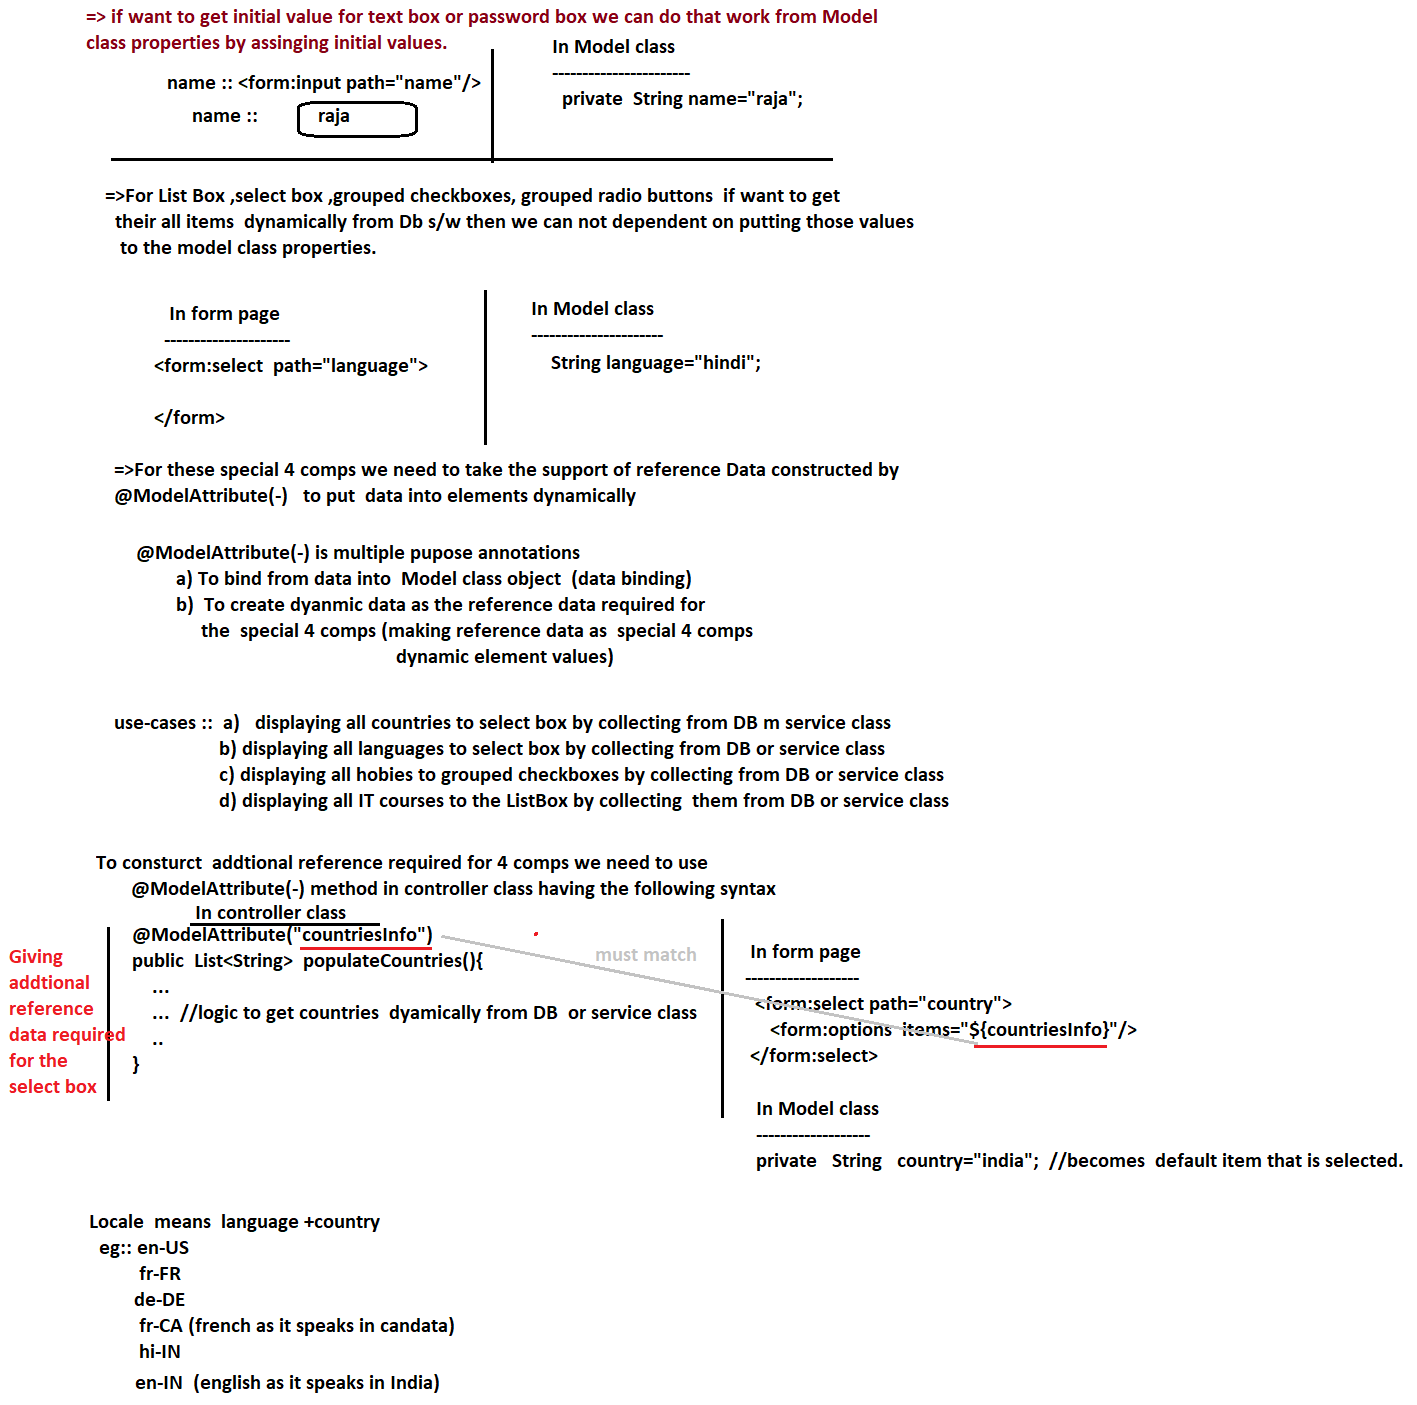 => if want to get initial value for text box or password box we can do that work from Model
class properties by assinging initial values.
name :: <form:input path="name"/>
name :: raja
In Model class
-----------------------
private String name="raja";
=>For List Box ,select box ,grouped checkboxes, grouped radio buttons if want to get
their all items dynamically from Db s/w then we can not dependent on putting those values
to the model class properties.
In form page
---------------------
<form:select path="language">
</form>
In Model class
----------------------
String language="hindi";
=>For these special 4 comps we need to take the support of reference Data constructed by
@ModelAttribute(-) to put data into elements dynamically
@ModelAttribute(-) is multiple pupose annotations
a) To bind from data into Model class object (data binding)
b) To create dyanmic data as the reference data required for
the special 4 comps (making reference data as special 4 comps
dynamic element values)
use-cases :: a) displaying all countries to select box by collecting from DB m service class
b) displaying all languages to select box by collecting from DB or service class
c) displaying all hobies to grouped checkboxes by collecting from DB or service class
d) displaying all IT courses to the ListBox by collecting them from DB or service class
To consturct addtional reference required for 4 comps we need to use
@ModelAttribute(-) method in controller class having the following syntax
In controller class
@ModelAttribute("countriesInfo")
public List<String> populateCountries(){
...
... //logic to get countries dyamically from DB or service class
..
}
Giving
addtional
reference
data required
for the
select box
must match
In form page
-------------------
<form:select path="country">
<form:options items="${countriesInfo}"/>
</form:select>
In Model class
-------------------
private String country="india"; //becomes default item that is selected.
Locale means language +country
eg:: en-US
fr-FR
de-DE
fr-CA (french as it speaks in candata)
hi-IN
en-IN (english as it speaks in India)